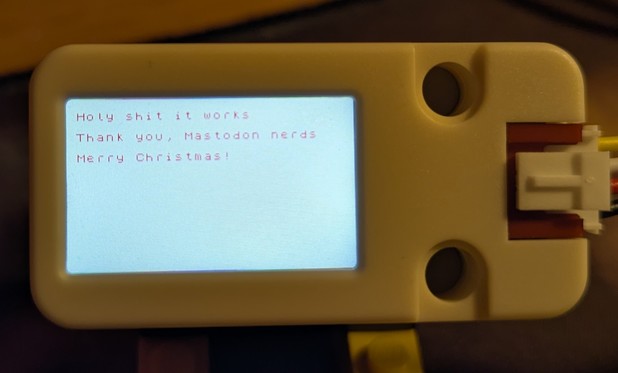 Holy shit it works
Thank you, Mastodon nerds
Merry Christmas!